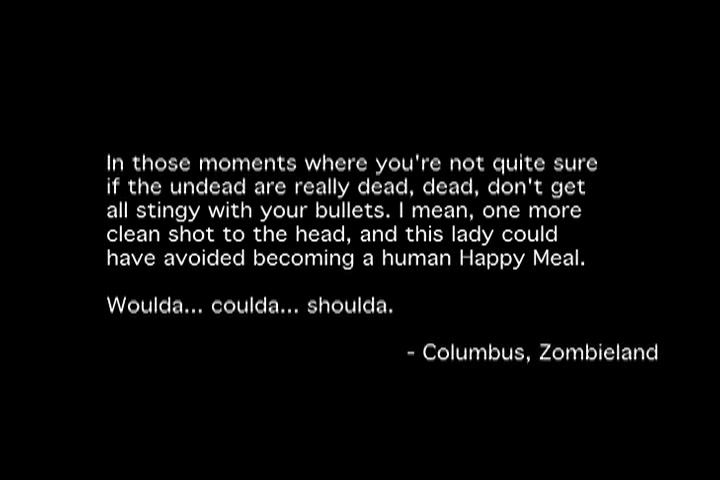 In those moments where you're not quite sure
if the undead are really dead, dead, don't get
all stingy with your bullets. I mean, one more
clean shot to the head, and this lady could
have avoided becoming a human Happy Meal.
Woulda... coulda... shoulda.
- Columbus, Zombieland